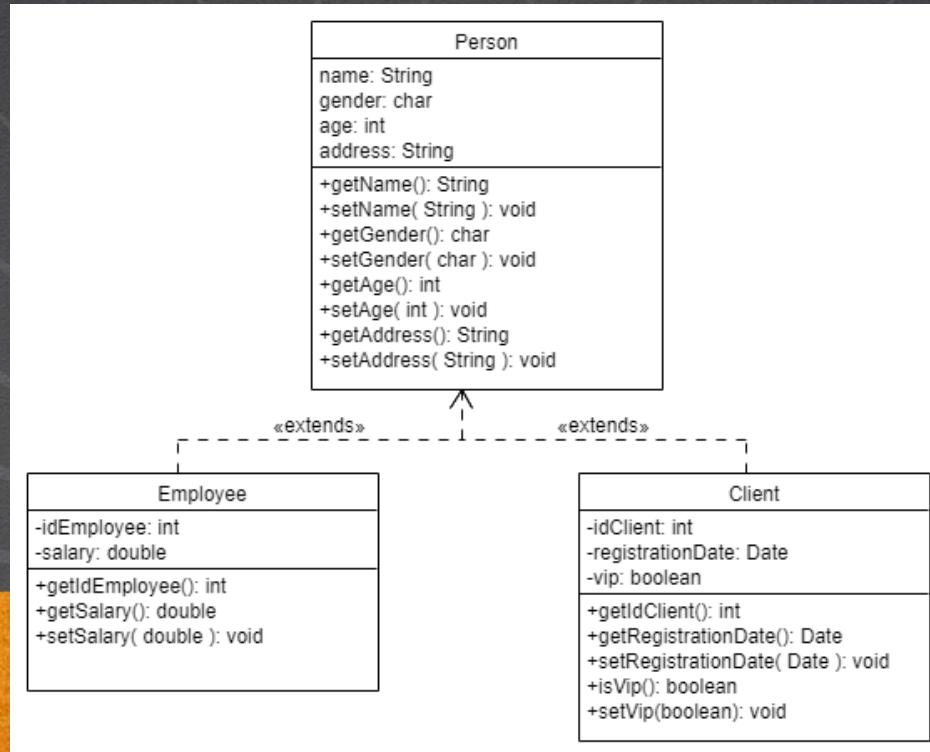 Person
name: String
gender: char
age: int
address: String
+getName(): String
+setName( String ): void
+getGender(): char
+setGender( char ): void
+getAge(): int
+setAge( int ): void
+getAddress(): String
+setAddress( String ): void
«extends»
«extends»
Employee
-idEmployee: int
-salary: double
+getIdEmployee(): int
+getSalary(): double
+setSalary( double ): void
Client
-idClient: int
-registrationDate: Date
-vip: boolean
+getIdClient(): int
+getRegistrationDate(): Date
+setRegistrationDate( Date ): void
+isVip(): boolean
+setVip(boolean): void